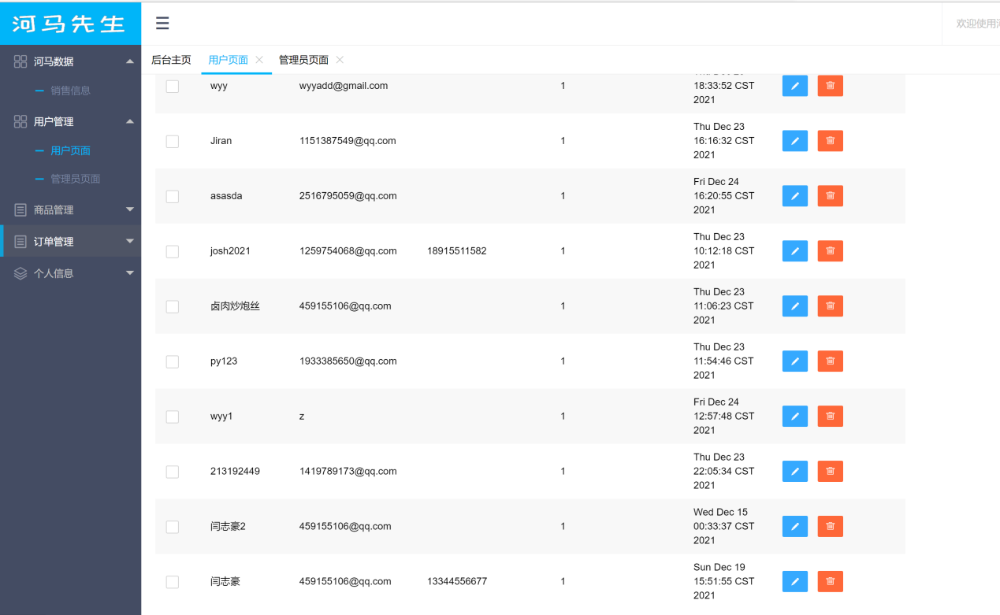 河马先生
欢迎使用
后台主页
用户页面
管理员页面
河马数据
销售信息
用户管理
用户页面
管理员页面
商品管理
订单管理
个人信息
wyy wyyadd@gmail.com 1 18:33:52 CST
2021
Jiran 1151387549@qq.com 1 Thu Dec 23
16:16:32 CST
2021
asasda 2516795059@qq.com 1 Fri Dec 24
16:20:55 CST
2021
josh2021 1259754068@qq.com 18915511582 1 Thu Dec 23
10:12:18 CST
2021
卤肉炒炮丝 459155106@qq.com 1 Thu Dec 23
11:06:23 CST
2021
py123 1933385650@qq.com 1 Thu Dec 23
11:54:46 CST
2021
wyy1 z 1 Fri Dec 24
12:57:48 CST
2021
213192449 1419789173@qq.com 1 Thu Dec 23
22:05:34 CST
2021
闫志豪2 459155106@qq.com 1 Wed Dec 15
00:33:37 CST
2021
闫志豪 459155106@qq.com 13344556677 1 Sun Dec 19
15:51:55 CST
2021